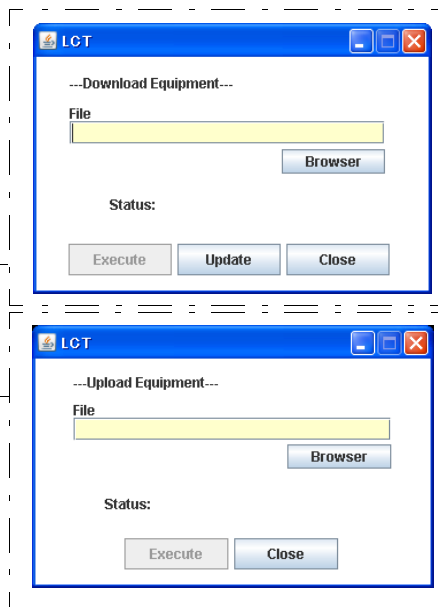 LCT
---Download Equipment---
File
Browser
Status:
Execute Update Close
LCT
---Upload Equipment---
File
Browser
Status:
Execute Close